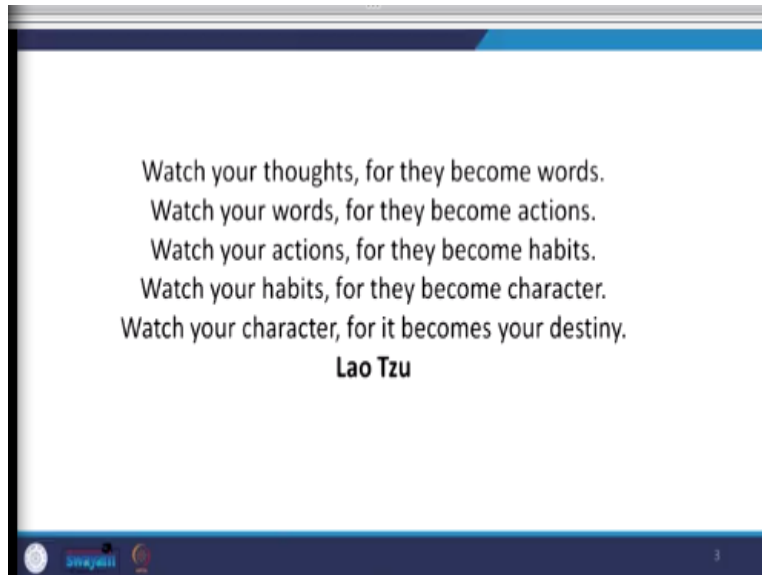 Watch your thoughts, for they become words.
Watch your words, for they become actions.
Watch your actions, for they become habits.
Watch your habits, for they become character.
Watch your character, for it becomes your destiny.
Lao Tzu
swayam
3